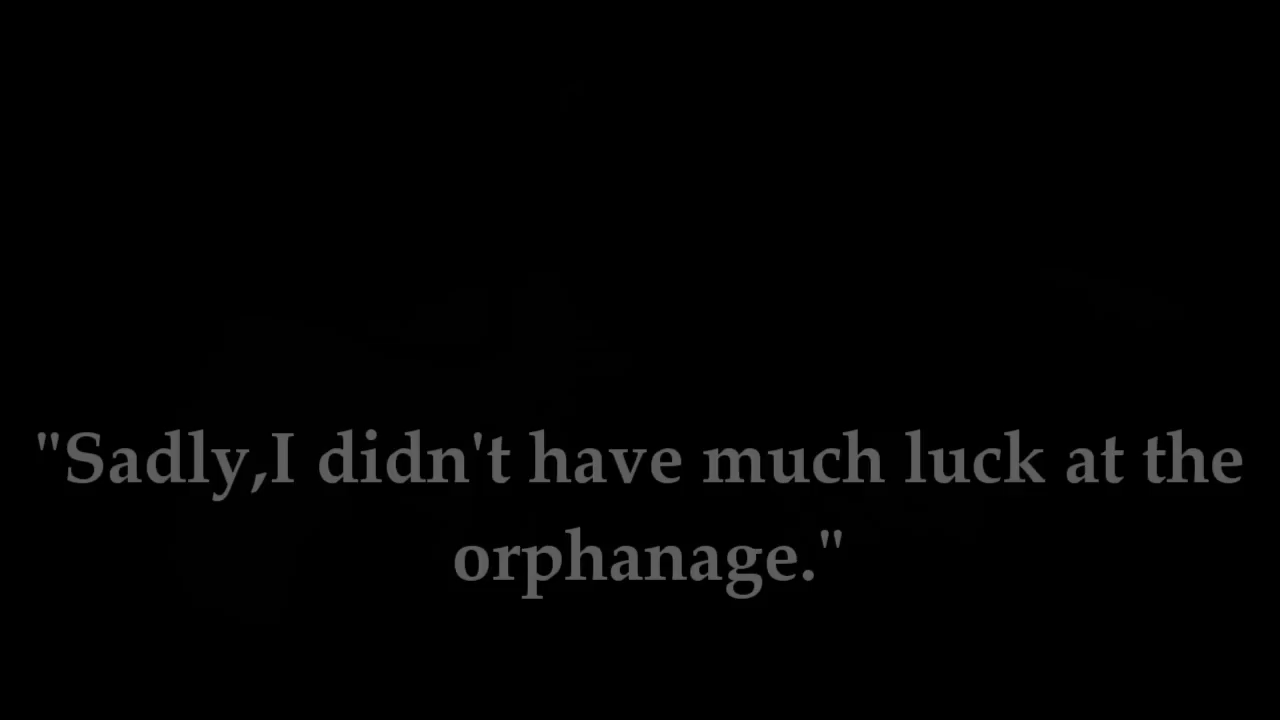 "Sadly,I didn't have much luck at the
orphanage."